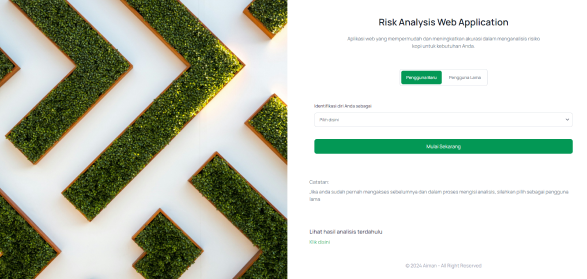 Risk Analysis Web Application
Aplikasi web yang mempermudah dan meningkatkan akurasi dalam menganalisis risiko
kopi untuk kebutuhan Anda.
Pengguna Baru
Pengguna Lama
Identifikasi diri Anda sebagai
Pilih disini
Mulai Sekarang
Catatan:
Jika anda sudah pernah mengakses sebelumnya dan dalam proses mengisi analisis, silahkan pilih sebagai pengguna
lama
Lihat hasil analisis terdahulu
Klik disini
© 2024 - All Right Reserved